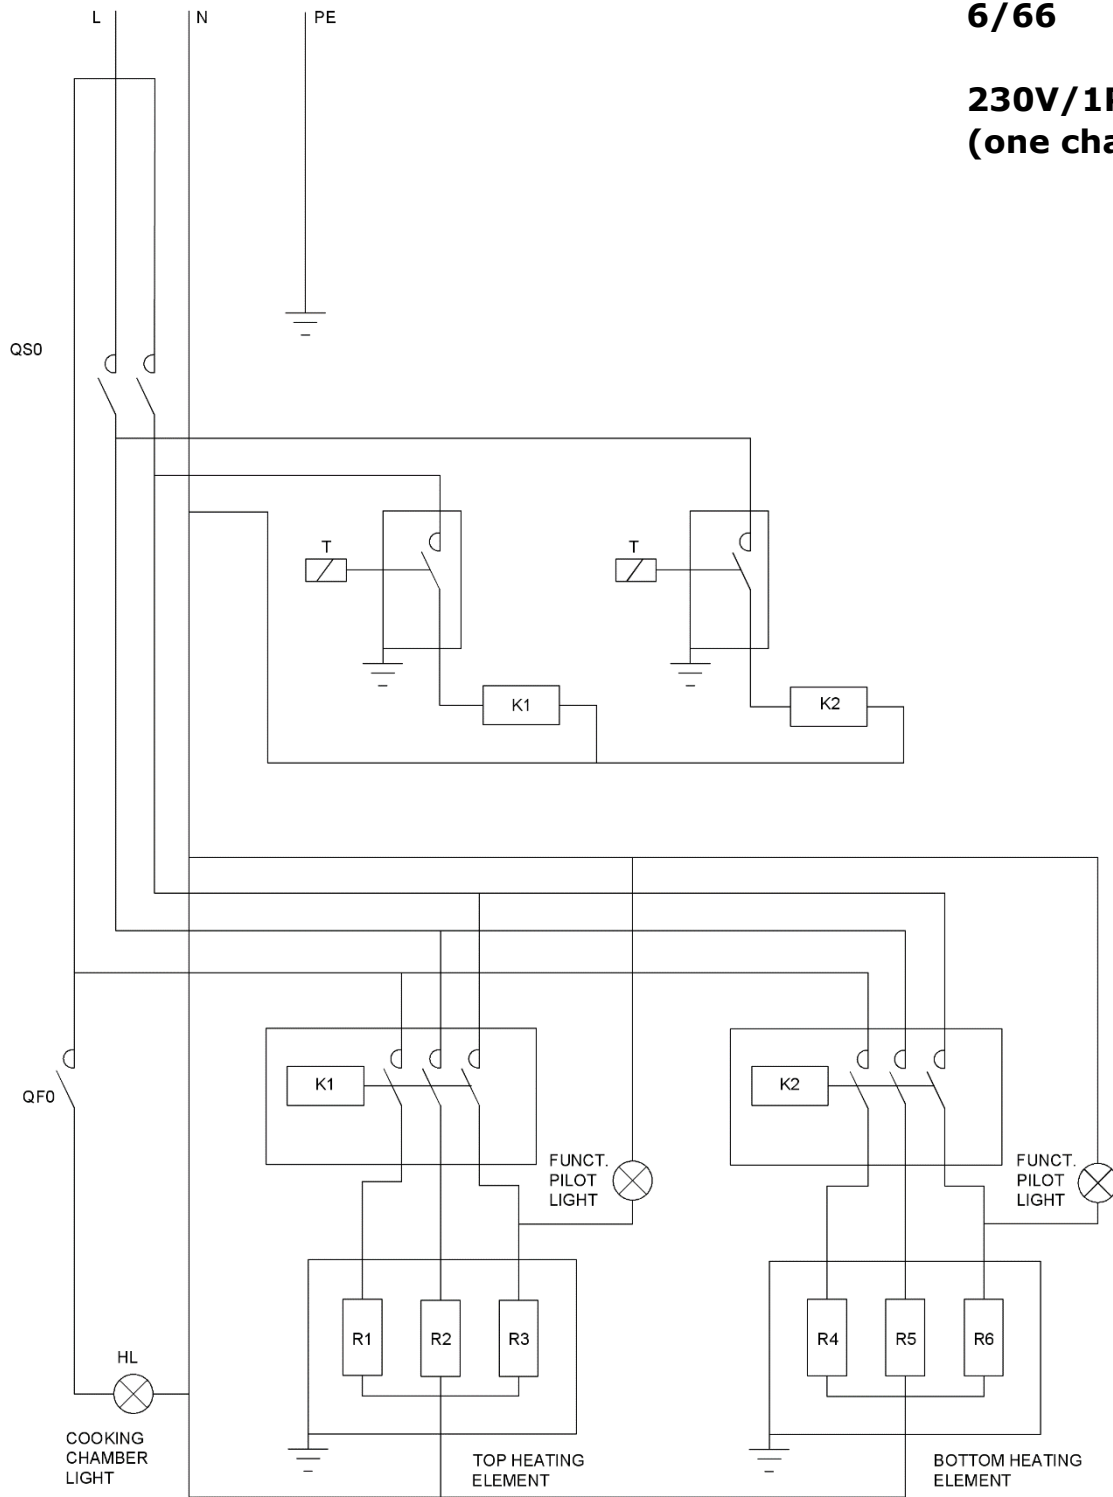 L
N
PE
6/66
230V/1
(one cha
QS0
T
T
K1
K2
K1
K2
QF0
FUNCT.
PILOT
LIGHT
FUNCT.
PILOT
LIGHT
R1
R2
R3
R4
R5
R6
HL
COOKING
CHAMBER
LIGHT
TOP HEATING
ELEMENT
BOTTOM HEATING
ELEMENT